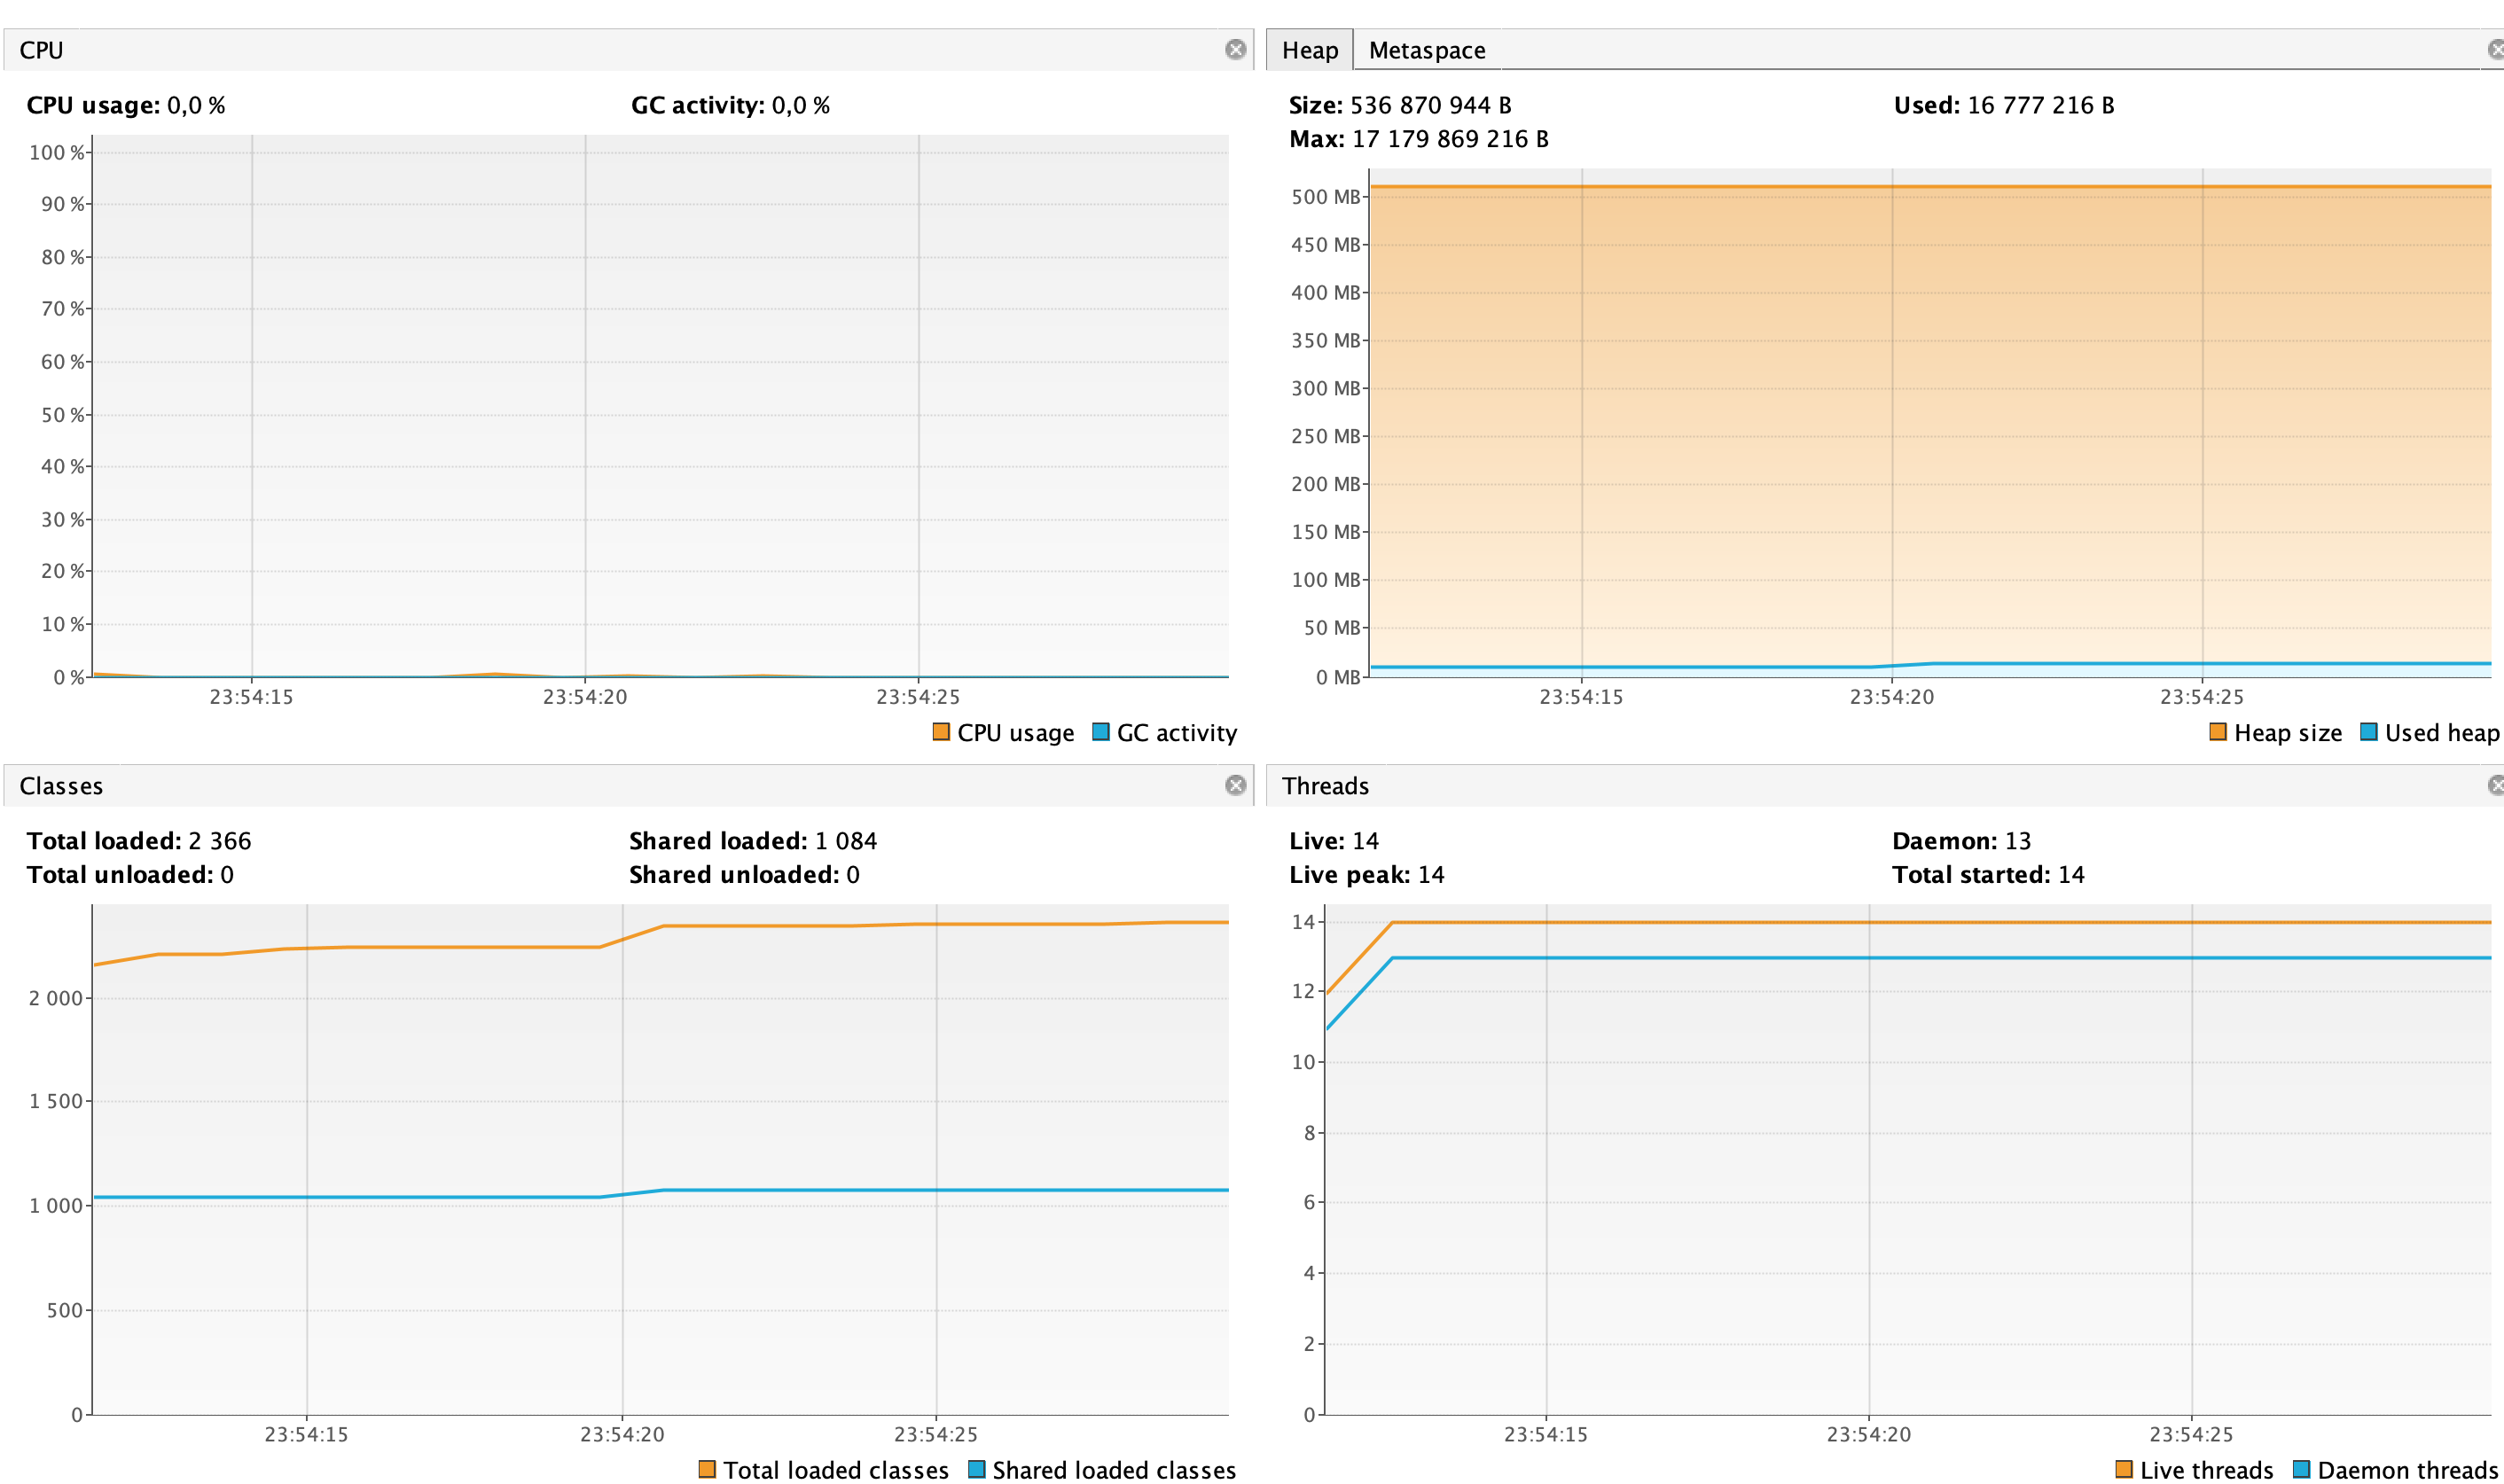 CPU
CPU usage: 0,0 %
GC activity: 0,0 %
100 %
90 %
80 %
70 %
60 %
50 %
40 %
30 %
20 %
10 %
0 %
23:54:15
23:54:20
23:54:25
CPU usage
GC activity
Heap
Metaspace
Size: 536 870 944 B
Used: 16 777 216 B
Max: 17 179 869 216 B
500 MB
450 MB
400 MB
350 MB
300 MB
250 MB
200 MB
150 MB
100 MB
50 MB
0 MB
23:54:15
23:54:20
23:54:25
Heap size
Used heap
Classes
Total loaded: 2 366
Shared loaded: 1 084
Total unloaded: 0
Shared unloaded: 0
2 000
1 500
1 000
500
0
23:54:15
23:54:20
23:54:25
Total loaded classes
Shared loaded classes
Threads
Live: 14
Daemon: 13
Live peak: 14
Total started: 14
14
12
10
8
6
4
2
0
23:54:15
23:54:20
23:54:25
Live threads
Daemon threads